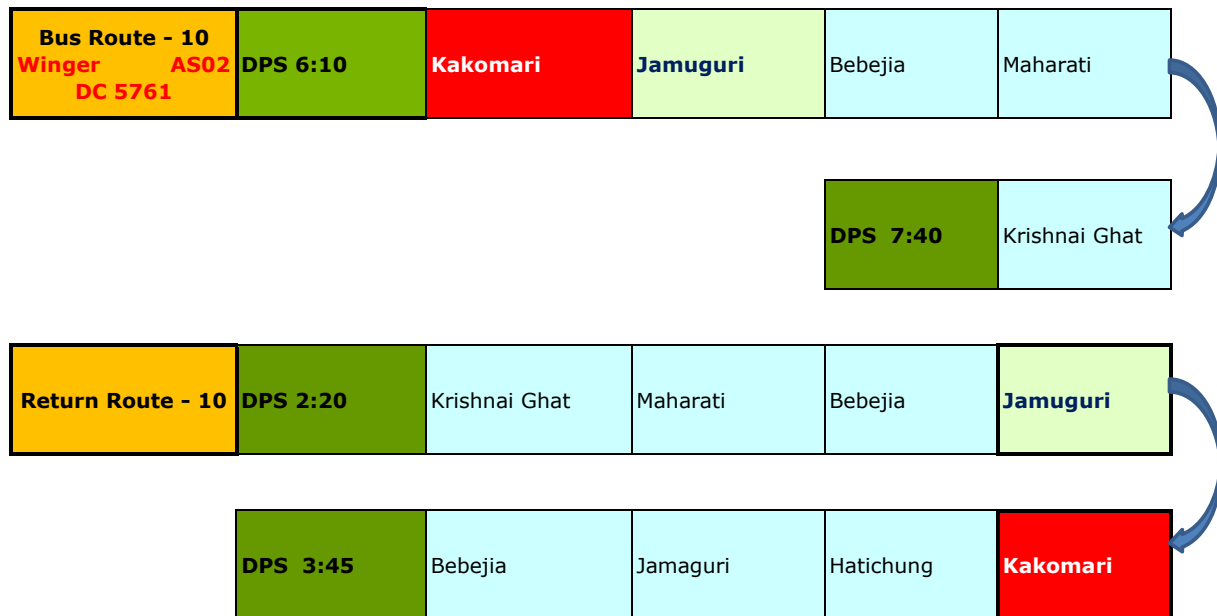 Bus Route - 10
Winger AS02
DC 5761
DPS 6:10
Kakomari
Jamuguri
Bebejia
Maharati
DPS 7:40
Krishnai Ghat
Return Route - 10
DPS 2:20
Krishnai Ghat
Maharati
Bebejia
Jamuguri
DPS 3:45
Bebejia
Jamaguri
Hatichung
Kakomari